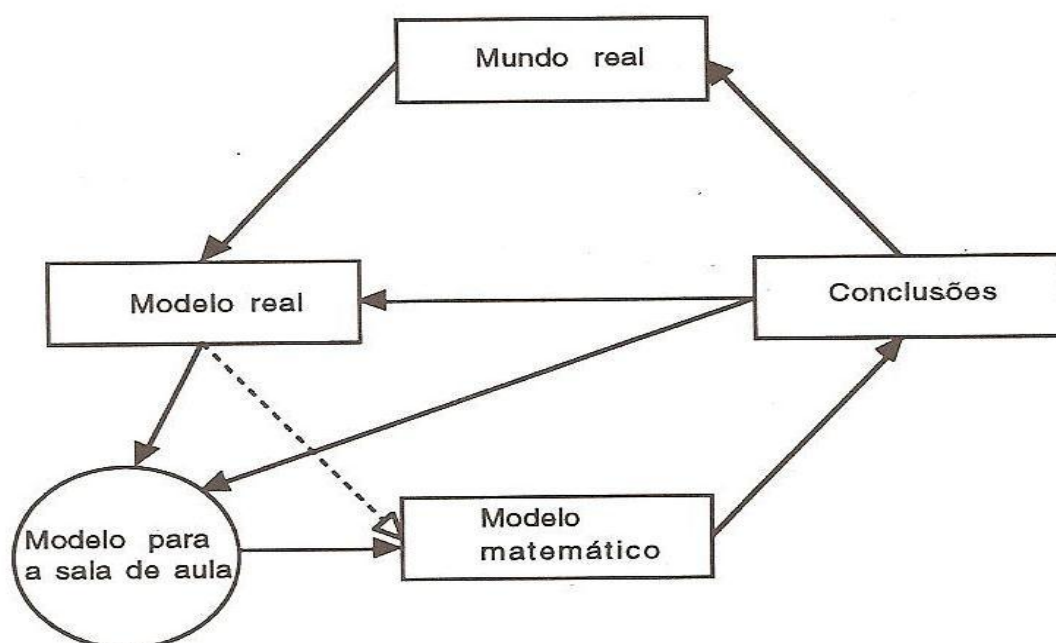 Mundo real
Modelo real
Conclusões
Modelo para
a sala de aula
Modelo
matemático